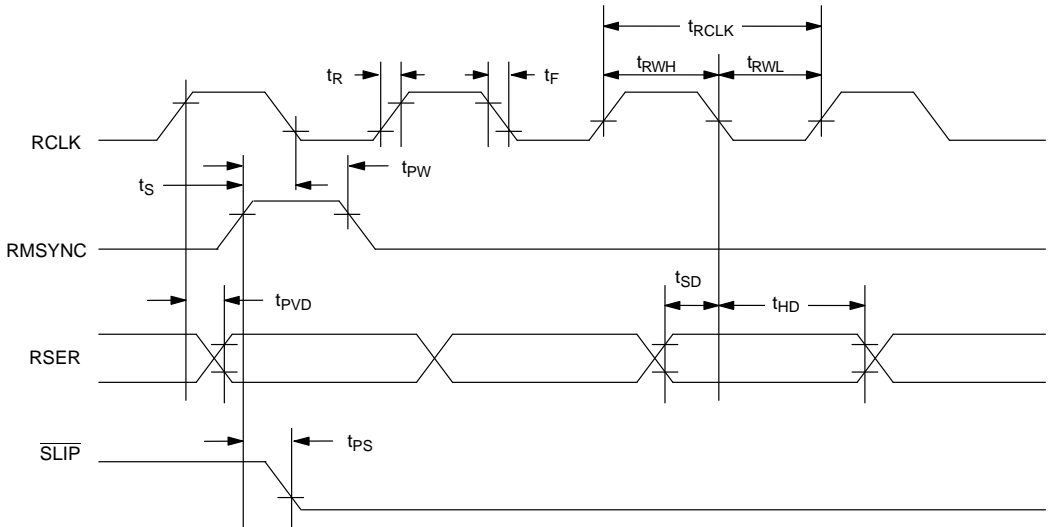 tRCLK
tR
tF
tRWH
tRWL
RCLK
tPW
tS
RMSYNC
tSD
tPVD
tHD
RSER
tPS
SLIP